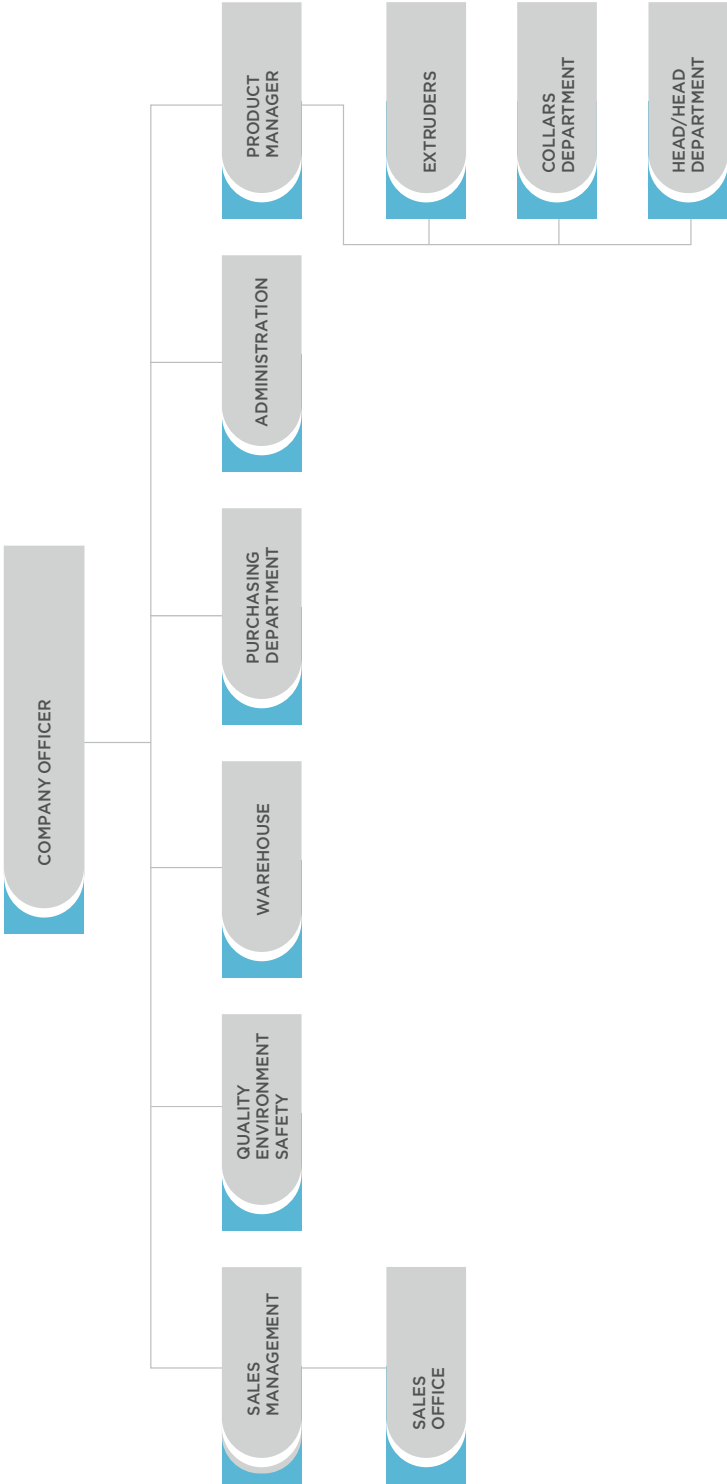 COMPANY OFFICER
SALES
MANAGEMENT
QUALITY
ENVIRONMENT
SAFETY
WAREHOUSE
PURCHASING
DEPARTMENT
ADMINISTRATION
PRODUCT
MANAGER
SALES
OFFICE
EXTRUDERS
COLLARS
DEPARTMENT
HEAD/HEAD
DEPARTMENT